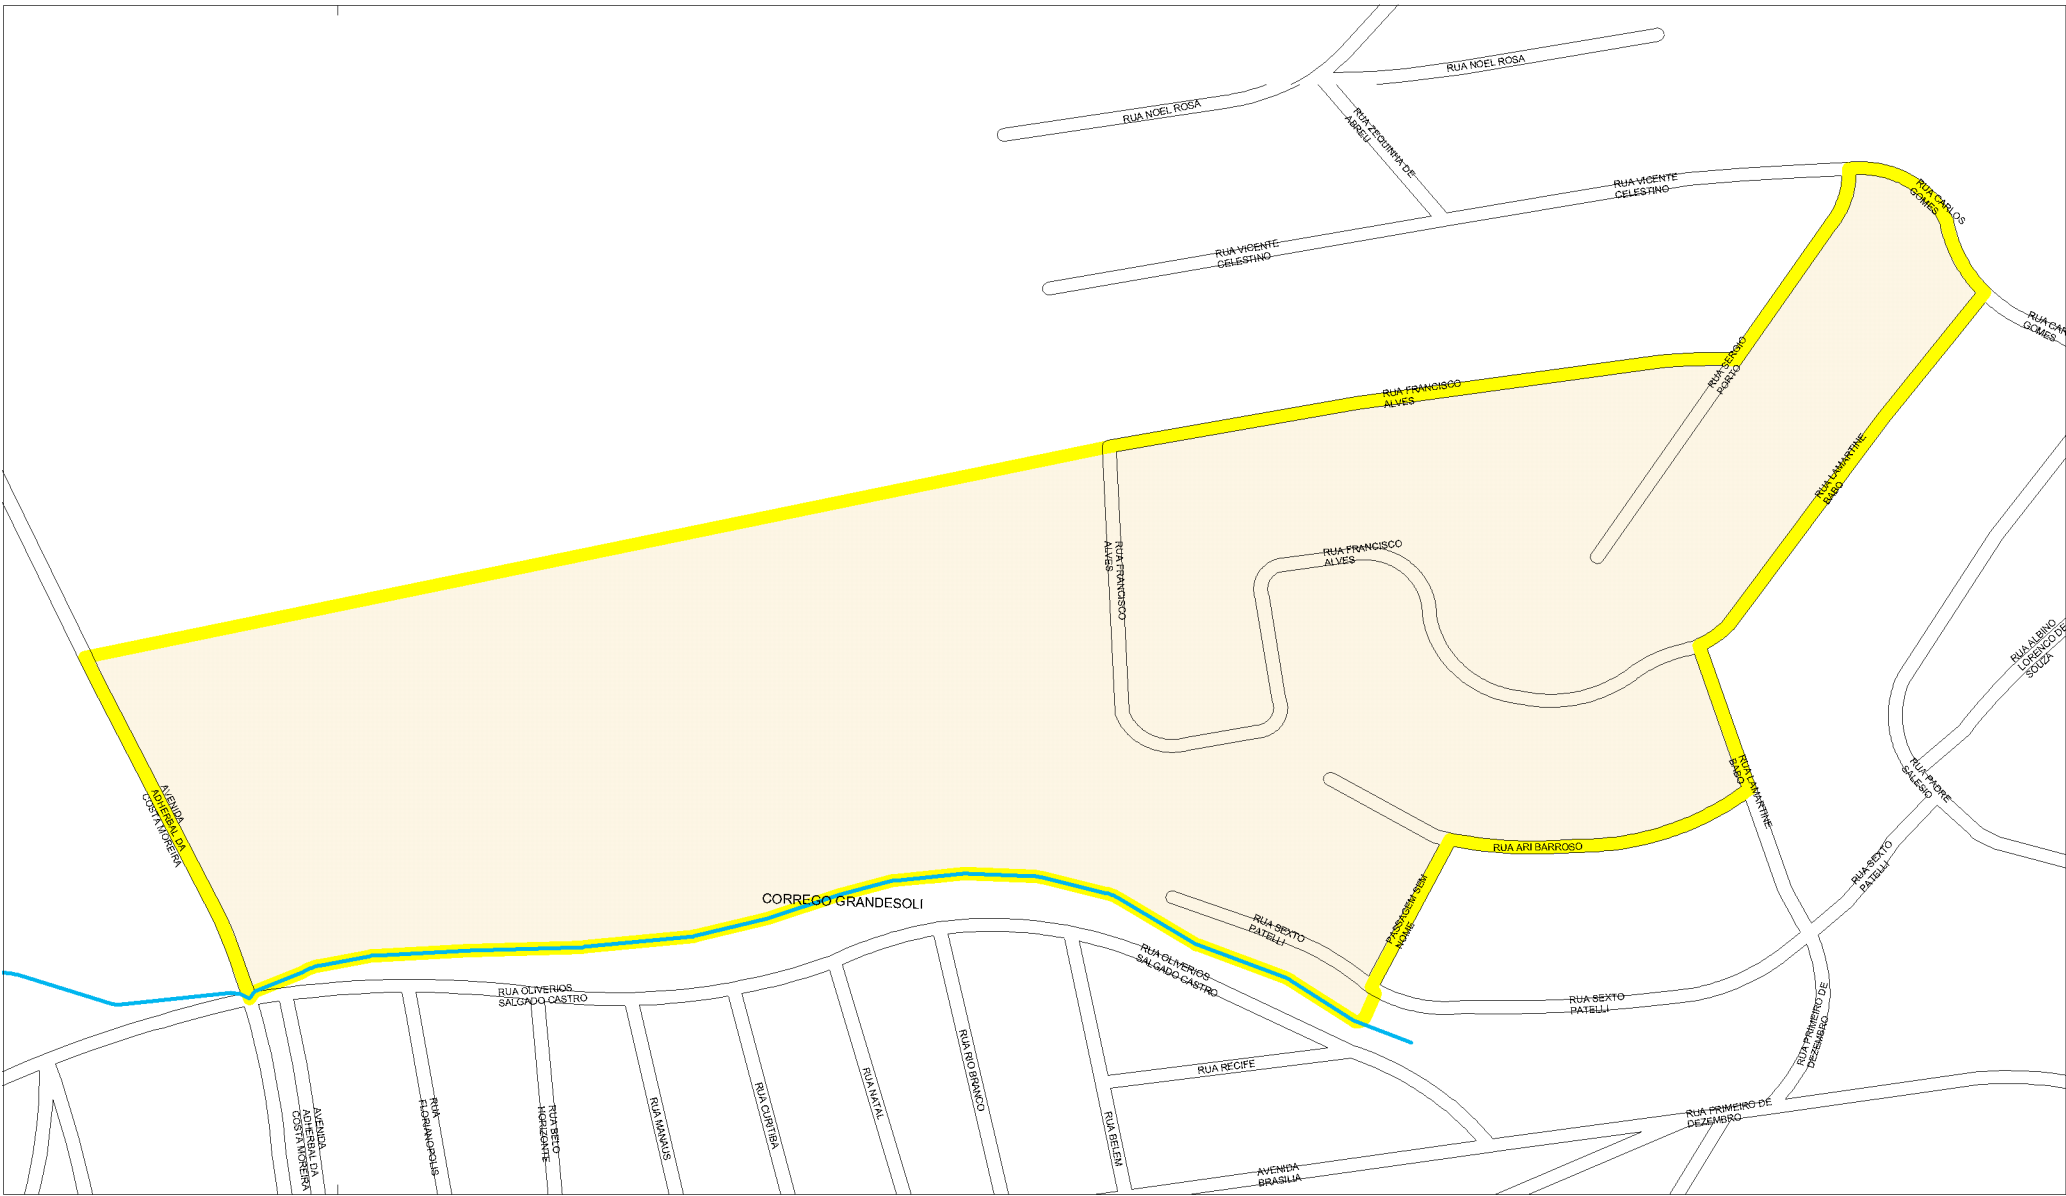 RUA NOEL ROSA
RUA NOEL ROSA
RUA ZEQUINHA DE
ABREU
RUA VICENTE
CELESTINO
RUA CARLOS
GOMES
RUA VICENTE
CELESTINO
RUA CAR
GOMES
RUA SERGIO
PORTO
RUA FRANCISCO
ALVES
RUA LAMARTINE
BABO
RUA FRANCISCO
ALVES
RUA FRANCISCO
ALVES
RUA ALBINO
LORENCO DE
SOUZA
RUA LAMARTINE
BABO
RUA PADRE
SALESIO
AVENIDA
ADHERBAL DA
COSTA MOREIRA
RUA ARI BARROSO
RUA SEXTO
PATELLI
CORREGO GRANDESOLI
PASSAGEM SEM
NOME
RUA SEXTO
PATELLI
RUA OLIVERIOS
SALGADO CASTRO
RUA OLIVERIOS
SALGADO CASTRO
RUA SEXTO
PATELLI
RUA PRIMEIRO DE
DEZEMBRO
RUA RECIFE
RUA PRIMEIRO DE
DEZEMBRO
AVENIDA
ADHERBAL DA
COSTA MOREIRA
RUA
FLORIANOPOLIS
RUA BELO
HORIZONTE
RUA MANAUS
RUA CURITIBA
RUA NATAL
RUA RIO BRANCO
RUA BELEM
AVENIDA
BRASILIA